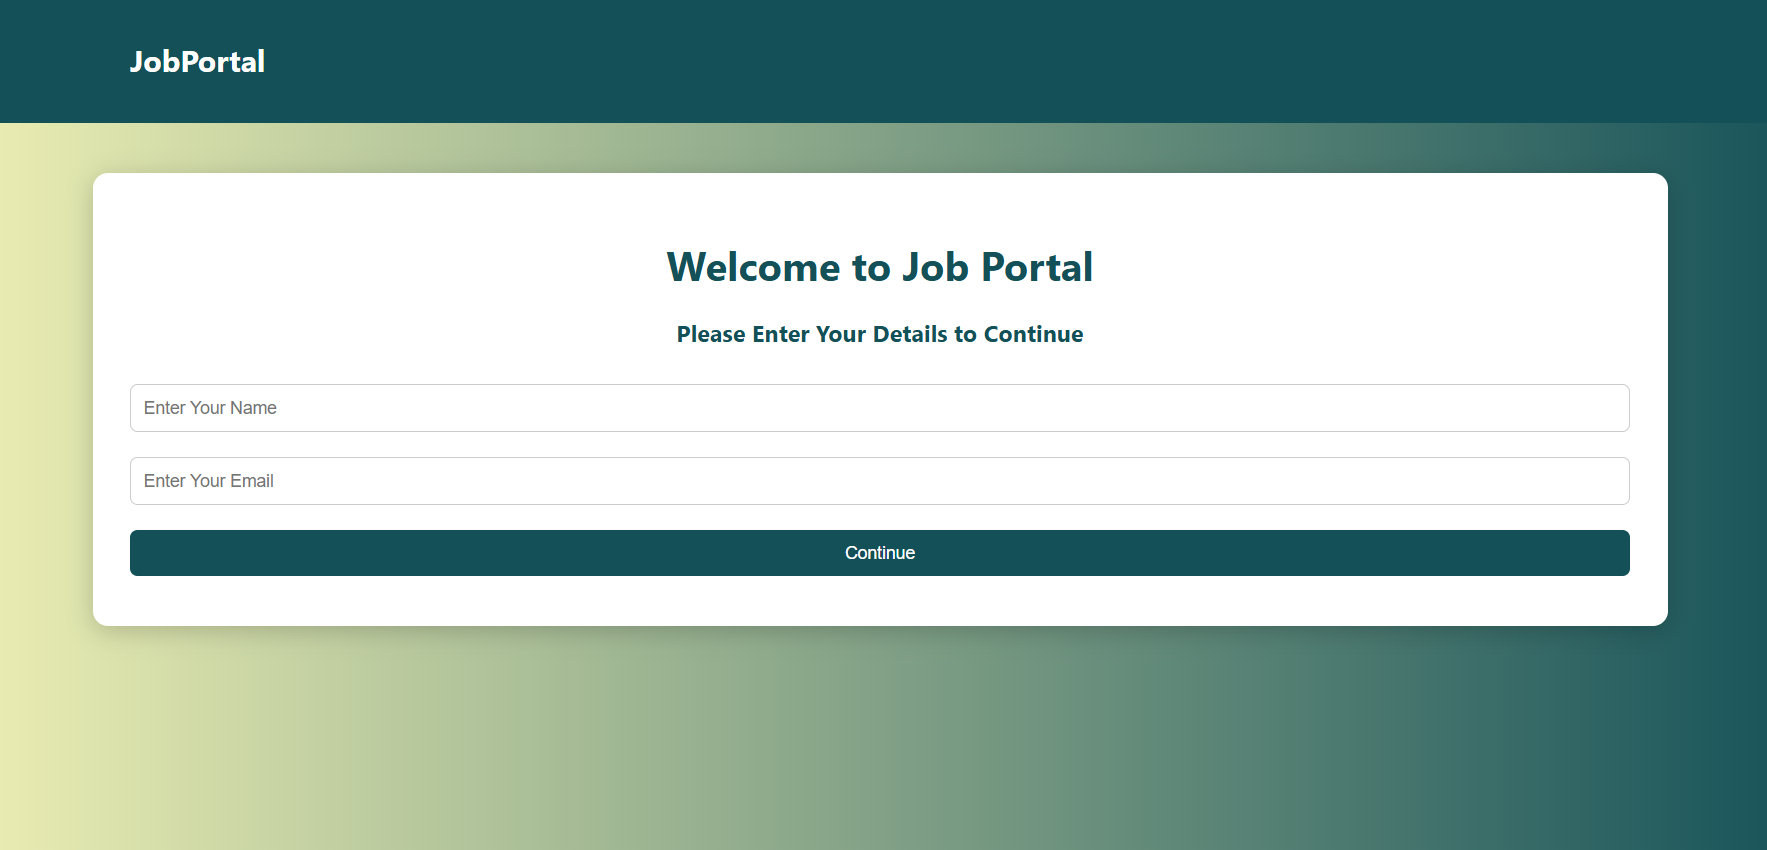 JobPortal
Welcome to Job Portal
Please Enter Your Details to Continue
Enter Your Name
Enter Your Email
Continue